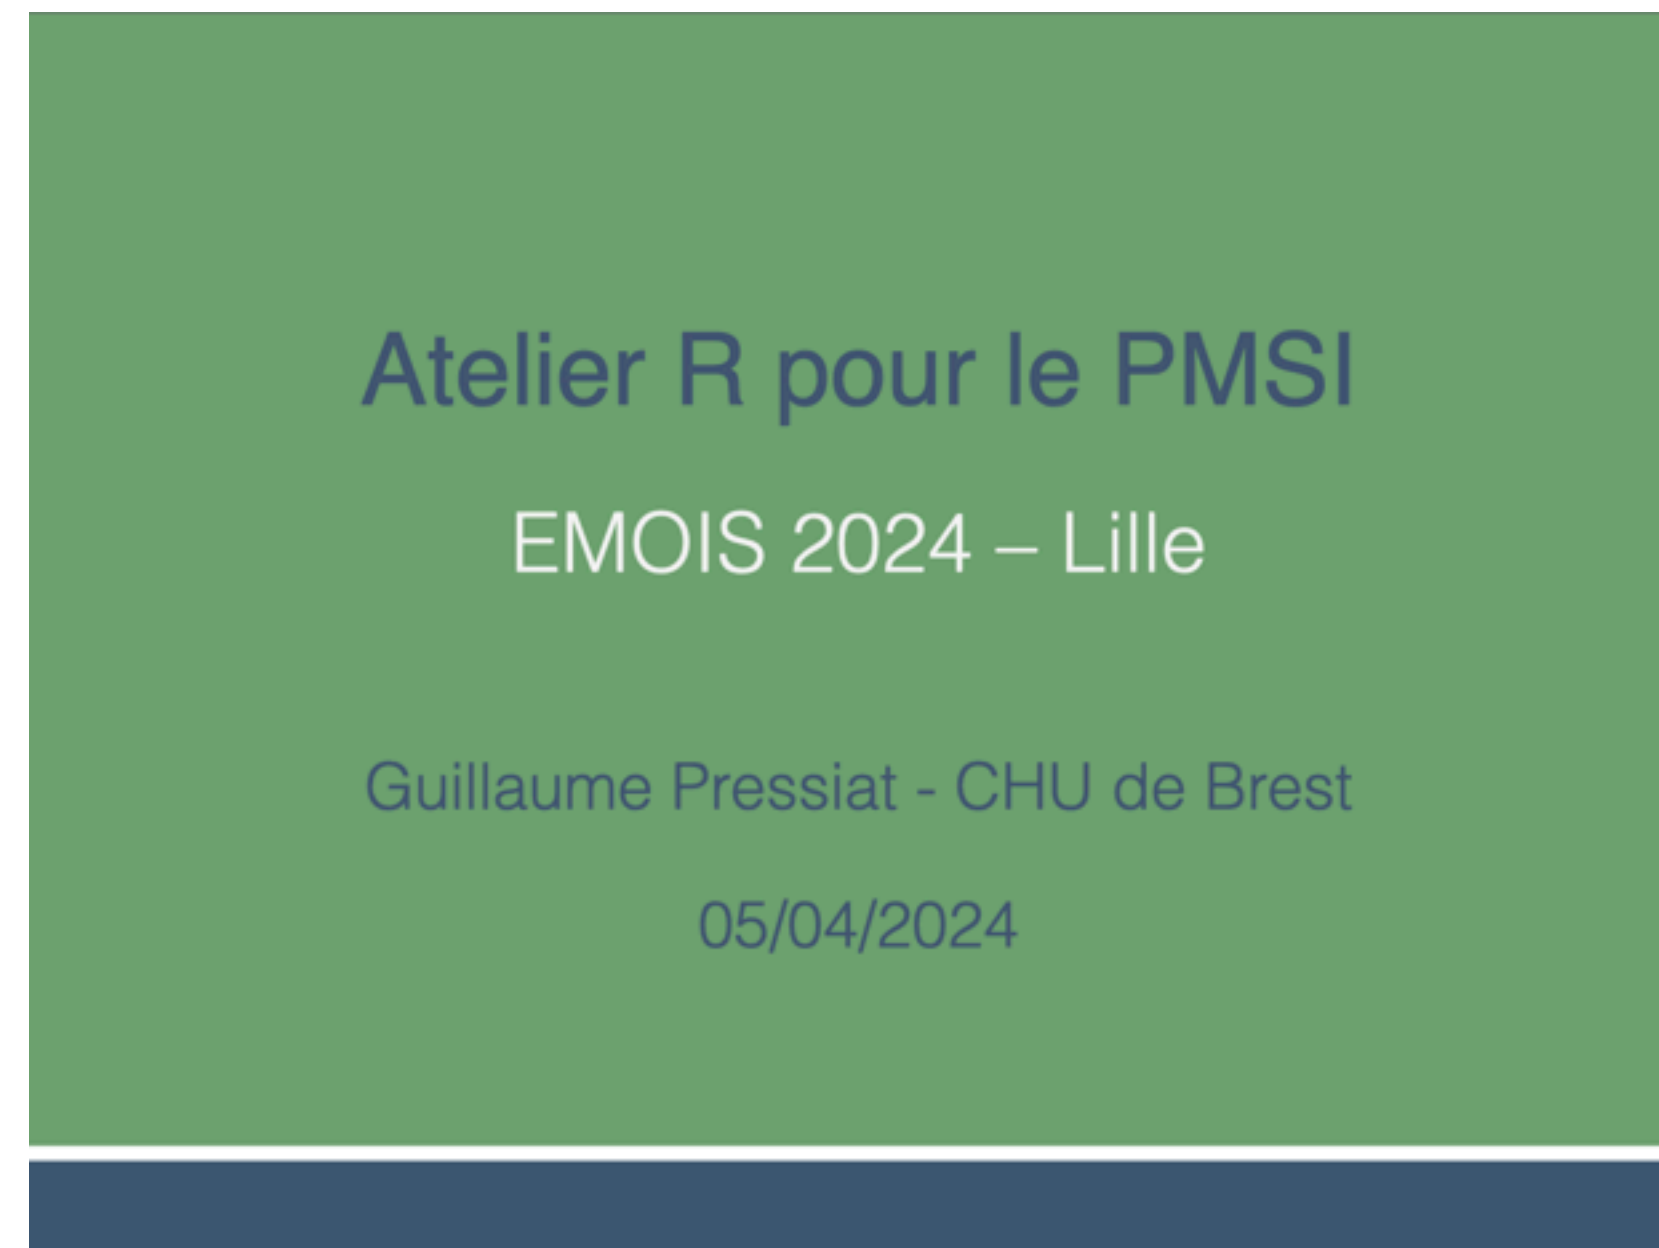 Atelier R pour le PMSI
EMOIS 2024 – Lille
Guillaume Pressiat - CHU de Brest
05/04/2024